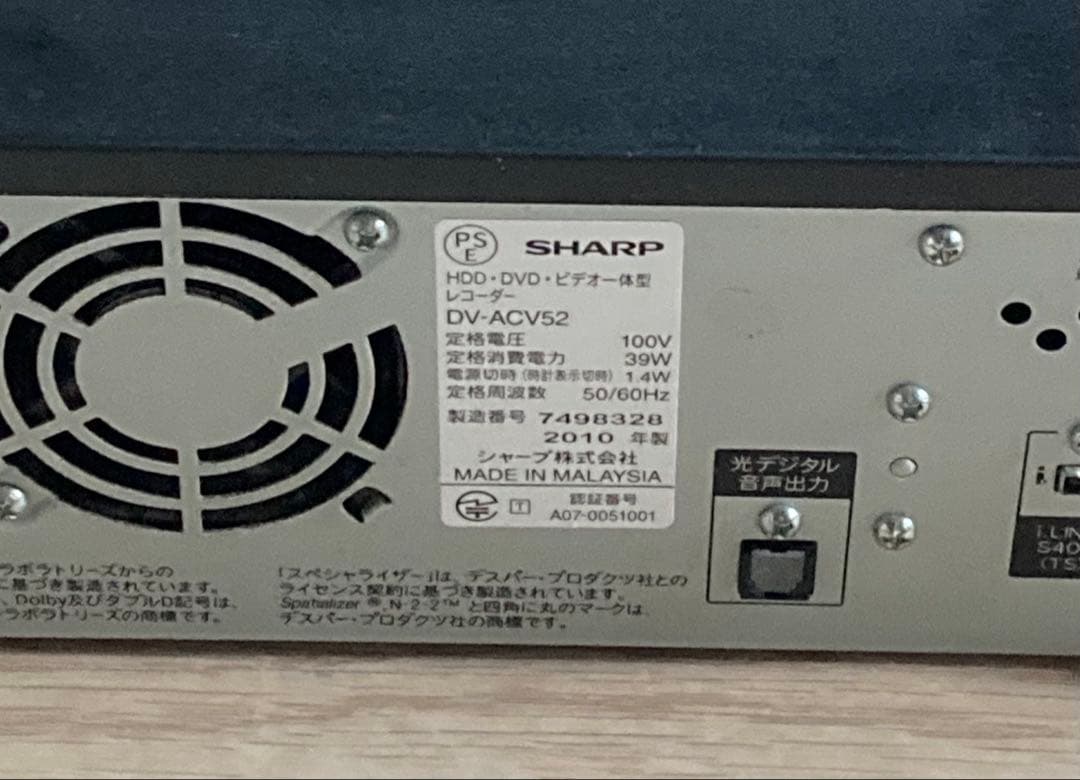 PS
E
SHARP
HDD・DVD・ビデオ一体型
レコーダー
DV-ACV52
定格電圧 100V
定格消費電力 39W
電源切時(時計表示切時) 1.4W
定格周波数 50/60Hz
製造番号 7498328
2010 年製
シャープ株式会社
MADE IN MALAYSIA
T 認証番号
A07-0051001
光デジタル
音声出力
i.LIN
S40
(TS
ラボラトリーズからの
に基づき製造されています。
、Dolby及びダブルD記号は、
ラボラトリーズの商標です。
「スペシャライザー」は、デスパー・プロダクツ社との
ライセンス契約に基づき製造されています。
Spatializer ®,N-2-2™ と四角に丸のマークは、
デスパー・プロダクツ社の商標です。